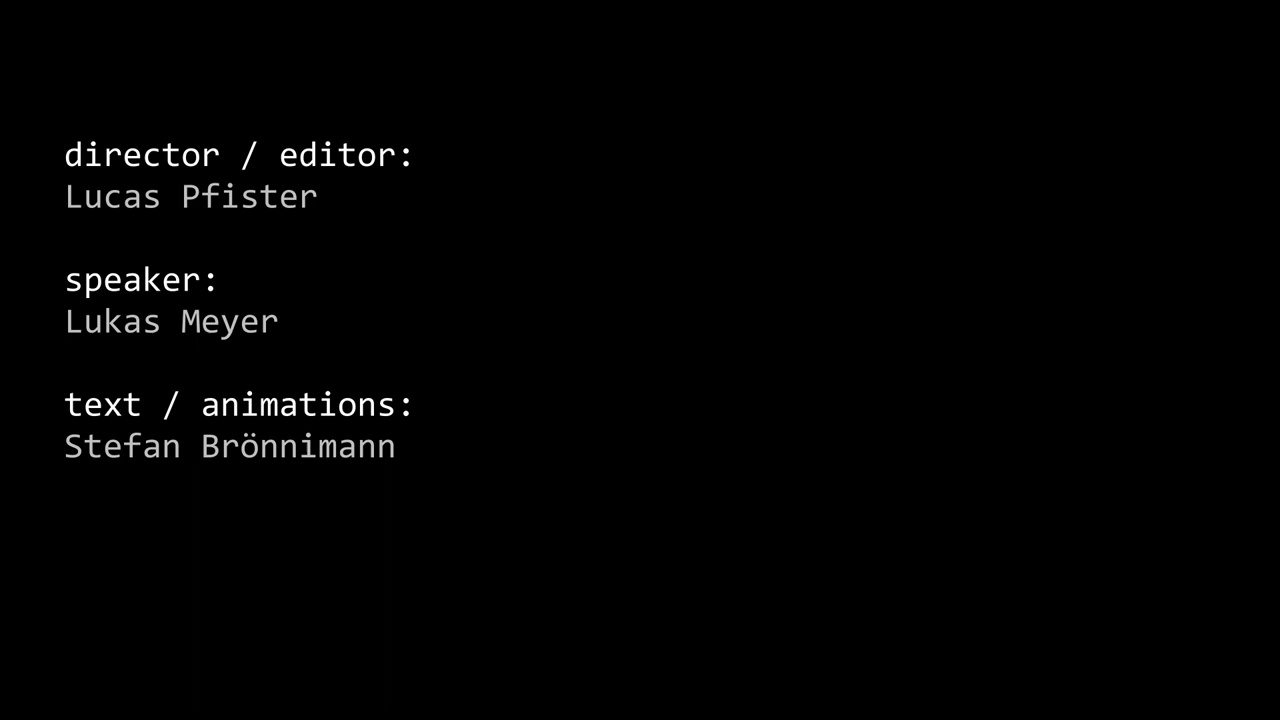 director / editor:
Lucas Pfister
speaker:
Lukas Meyer
text / animations:
Stefan Brönnimann